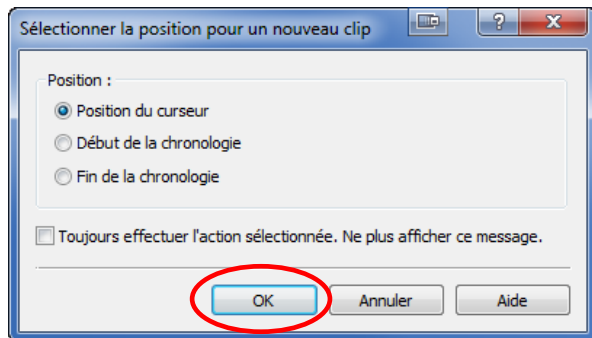 Sélectionner la position pour un nouveau clip
Position :
Position du curseur
Début de la chronologie
Fin de la chronologie
Toujours effectuer l'action sélectionnée. Ne plus afficher ce message.
OK Annuler Aide